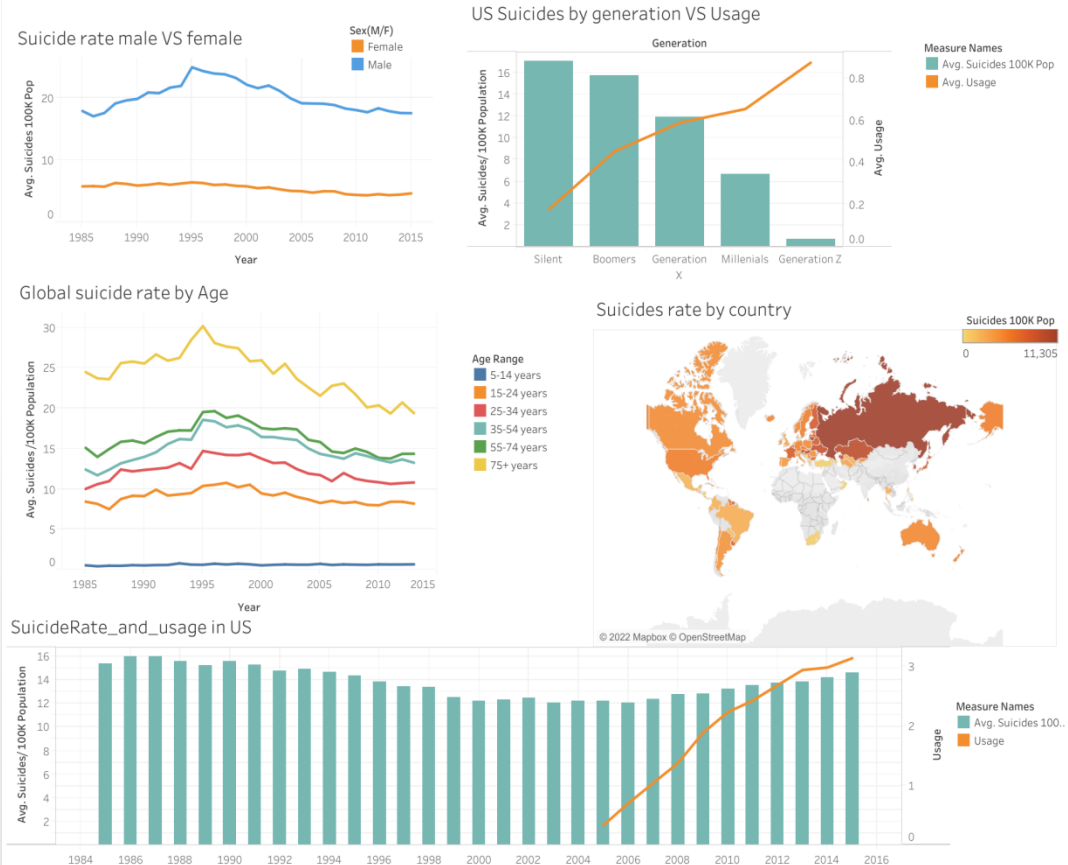 Suicide rate male VS female
Sex(M/F)
Female
Male
Avg. Suicides 100K Pop
20
10
0
1985 1990 1995 2000 2005 2010 2015
Year
US Suicides by generation VS Usage
Generation
Avg. Suicides/ 100K Population
16
14
12
10
8
6
4
2
0.8
0.6
0.4
0.2
0.0
Avg. Usage
Silent Boomers Generation X Millenials Generation Z
Measure Names
Avg. Suicides 100K Pop
Avg. Usage
Global suicide rate by Age
Avg. Suicides /100K Population
30
25
20
15
10
5
0
1985 1990 1995 2000 2005 2010 2015
Year
Age Range
5-14 years
15-24 years
25-34 years
35-54 years
55-74 years
75+ years
Suicides rate by country
Suicides 100K Pop
0 11,305
© 2022 Mapbox © OpenStreetMap
SuicideRate_and_usage in US
Avg. Suicides/ 100K Population
16
14
12
10
8
6
4
2
3
2
1
0
Usage
1984 1986 1988 1990 1992 1994 1996 1998 2000 2002 2004 2006 2008 2010 2012 2014 2016
Measure Names
Avg. Suicides 100..
Usage